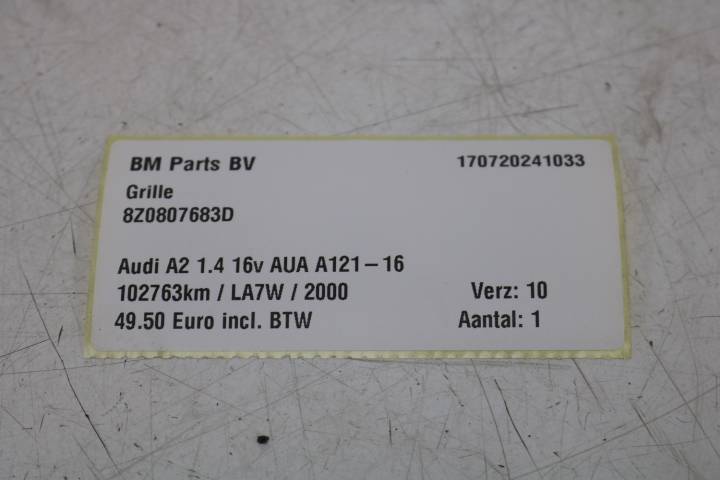 BM Parts BV 170720241033
Grille
8Z0807683D
Audi A2 1.4 16v AUA A121-16
102763km / LA7W / 2000 Verz: 10
49.50 Euro incl. BTW Aantal: 1